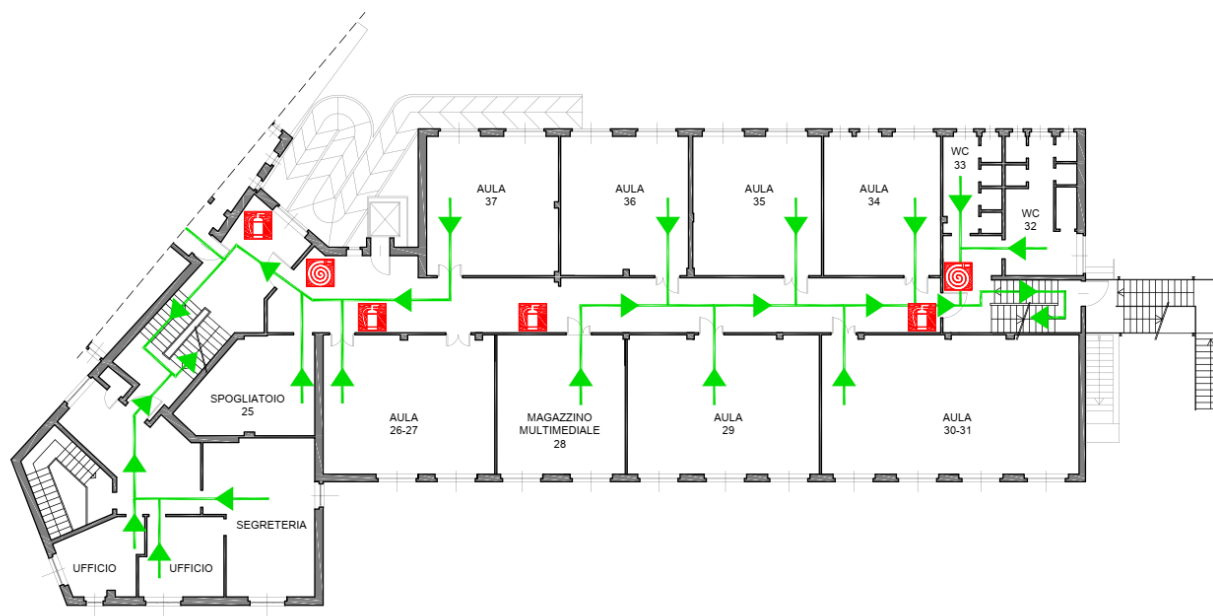 WC
33
AULA
37
AULA
36
AULA
35
AULA
34
WC
32
SPOGLIATOIO
25
AULA
26-27
MAGAZZINO
MULTIMEDIALE
28
AULA
29
AULA
30-31
SEGRETERIA
UFFICIO
UFFICIO